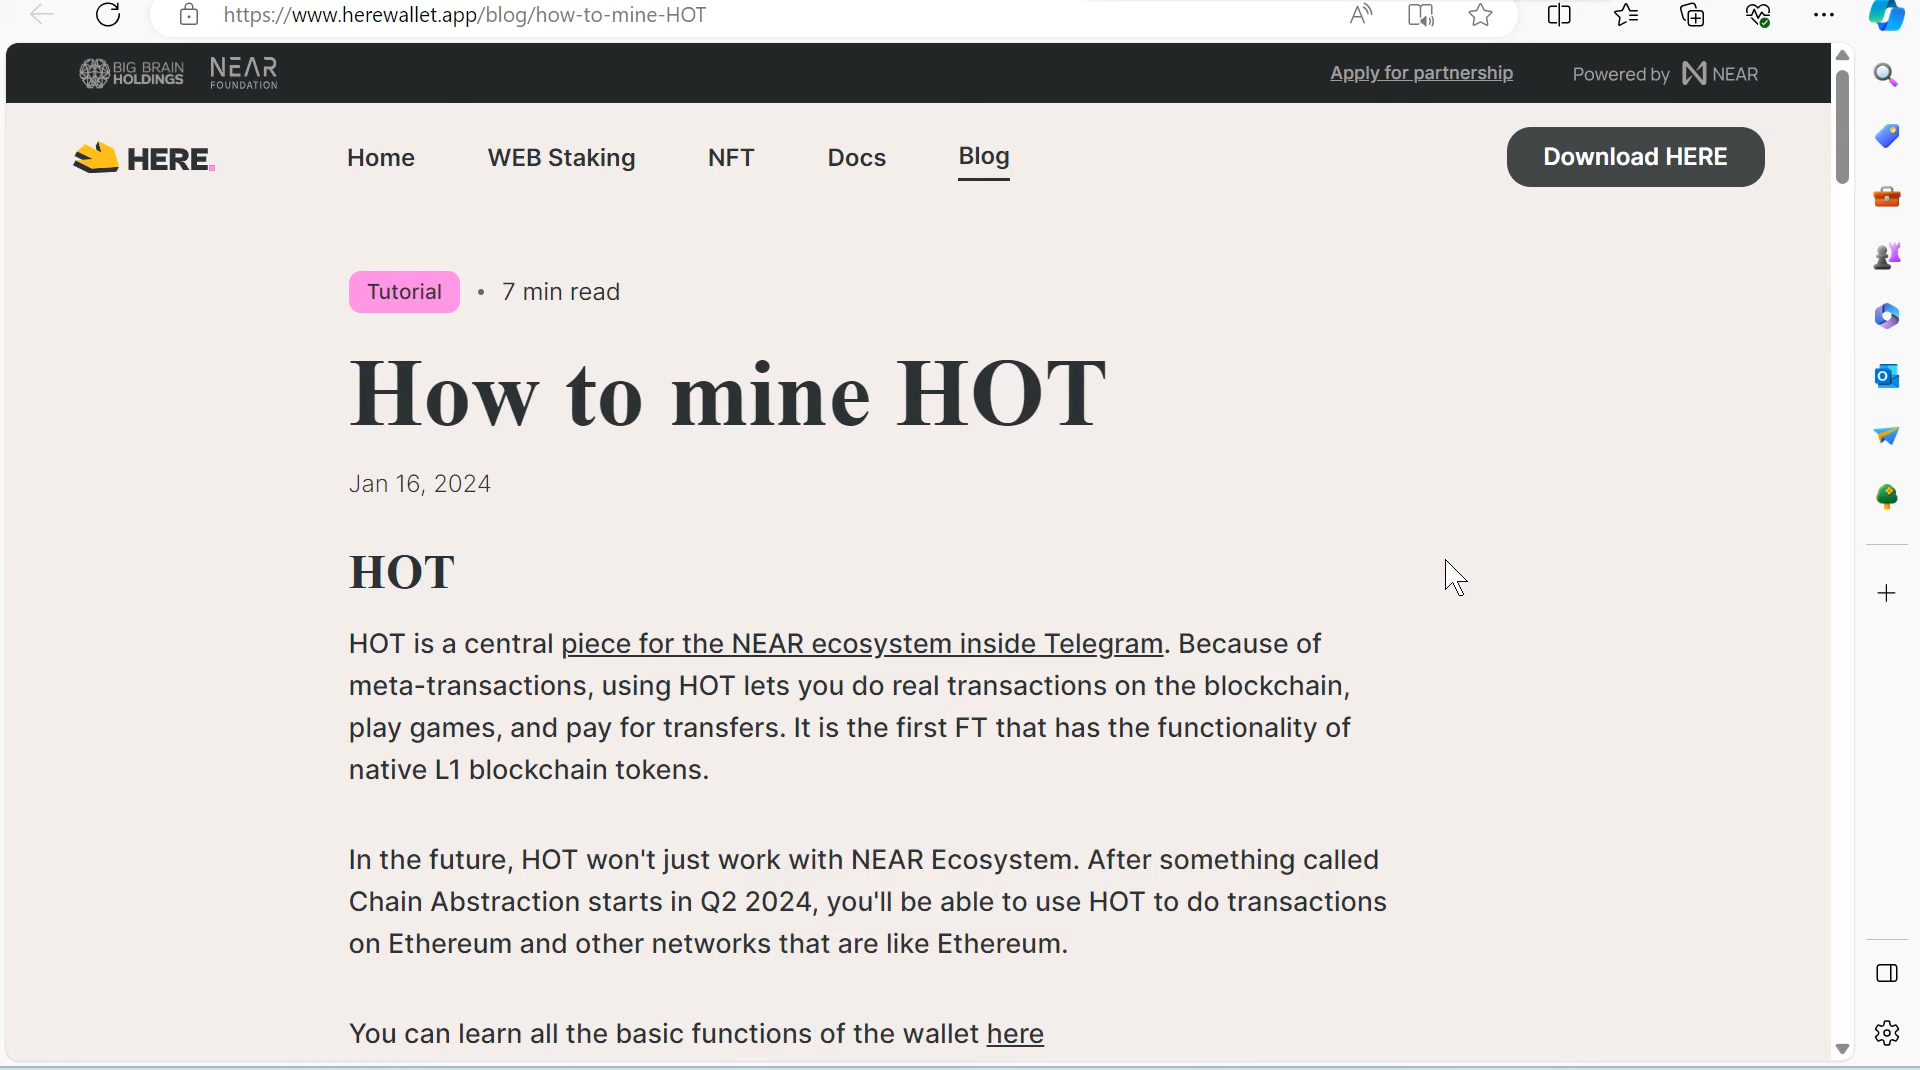 https://www.herewallet.app/blog/how-to-mine-HOT
BIG BRAIN HOLDINGS
NEAR FOUNDATION
Apply for partnership
Powered by NEAR
HERE.
Home
WEB Staking
NFT
Docs
Blog
Download HERE
Tutorial • 7 min read
How to mine HOT
Jan 16, 2024
HOT
HOT is a central piece for the NEAR ecosystem inside Telegram. Because of
meta-transactions, using HOT lets you do real transactions on the blockchain,
play games, and pay for transfers. It is the first FT that has the functionality of
native L1 blockchain tokens.
In the future, HOT won't just work with NEAR Ecosystem. After something called
Chain Abstraction starts in Q2 2024, you'll be able to use HOT to do transactions
on Ethereum and other networks that are like Ethereum.
You can learn all the basic functions of the wallet here